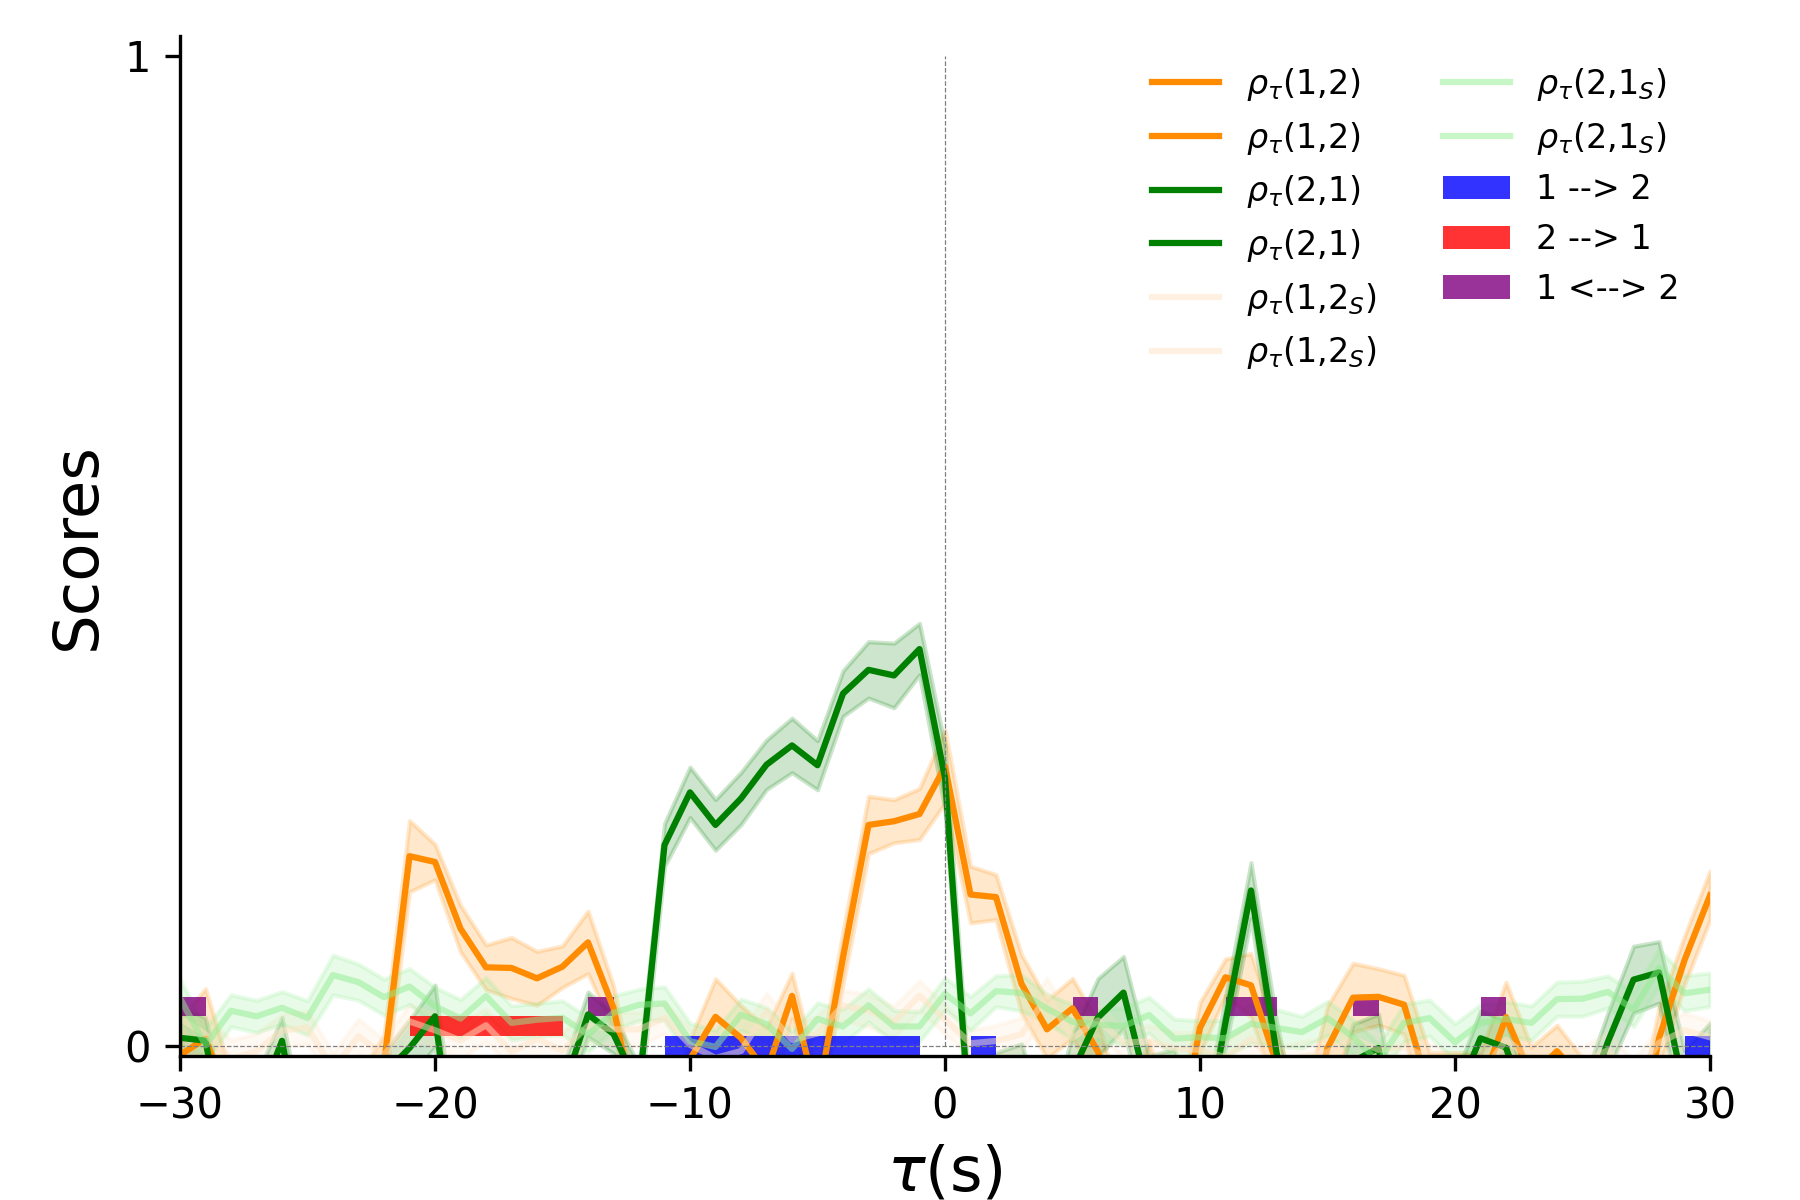 1
ρτ(1,2)
ρτ(1,2)
ρτ(2,1)
ρτ(2,1)
ρτ(1,2S)
ρτ(1,2S)
ρτ(2,1S)
ρτ(2,1S)
1 --> 2
2 --> 1
1 <--> 2
Scores
0
−30 −20 −10 0 10 20 30
τ(s)